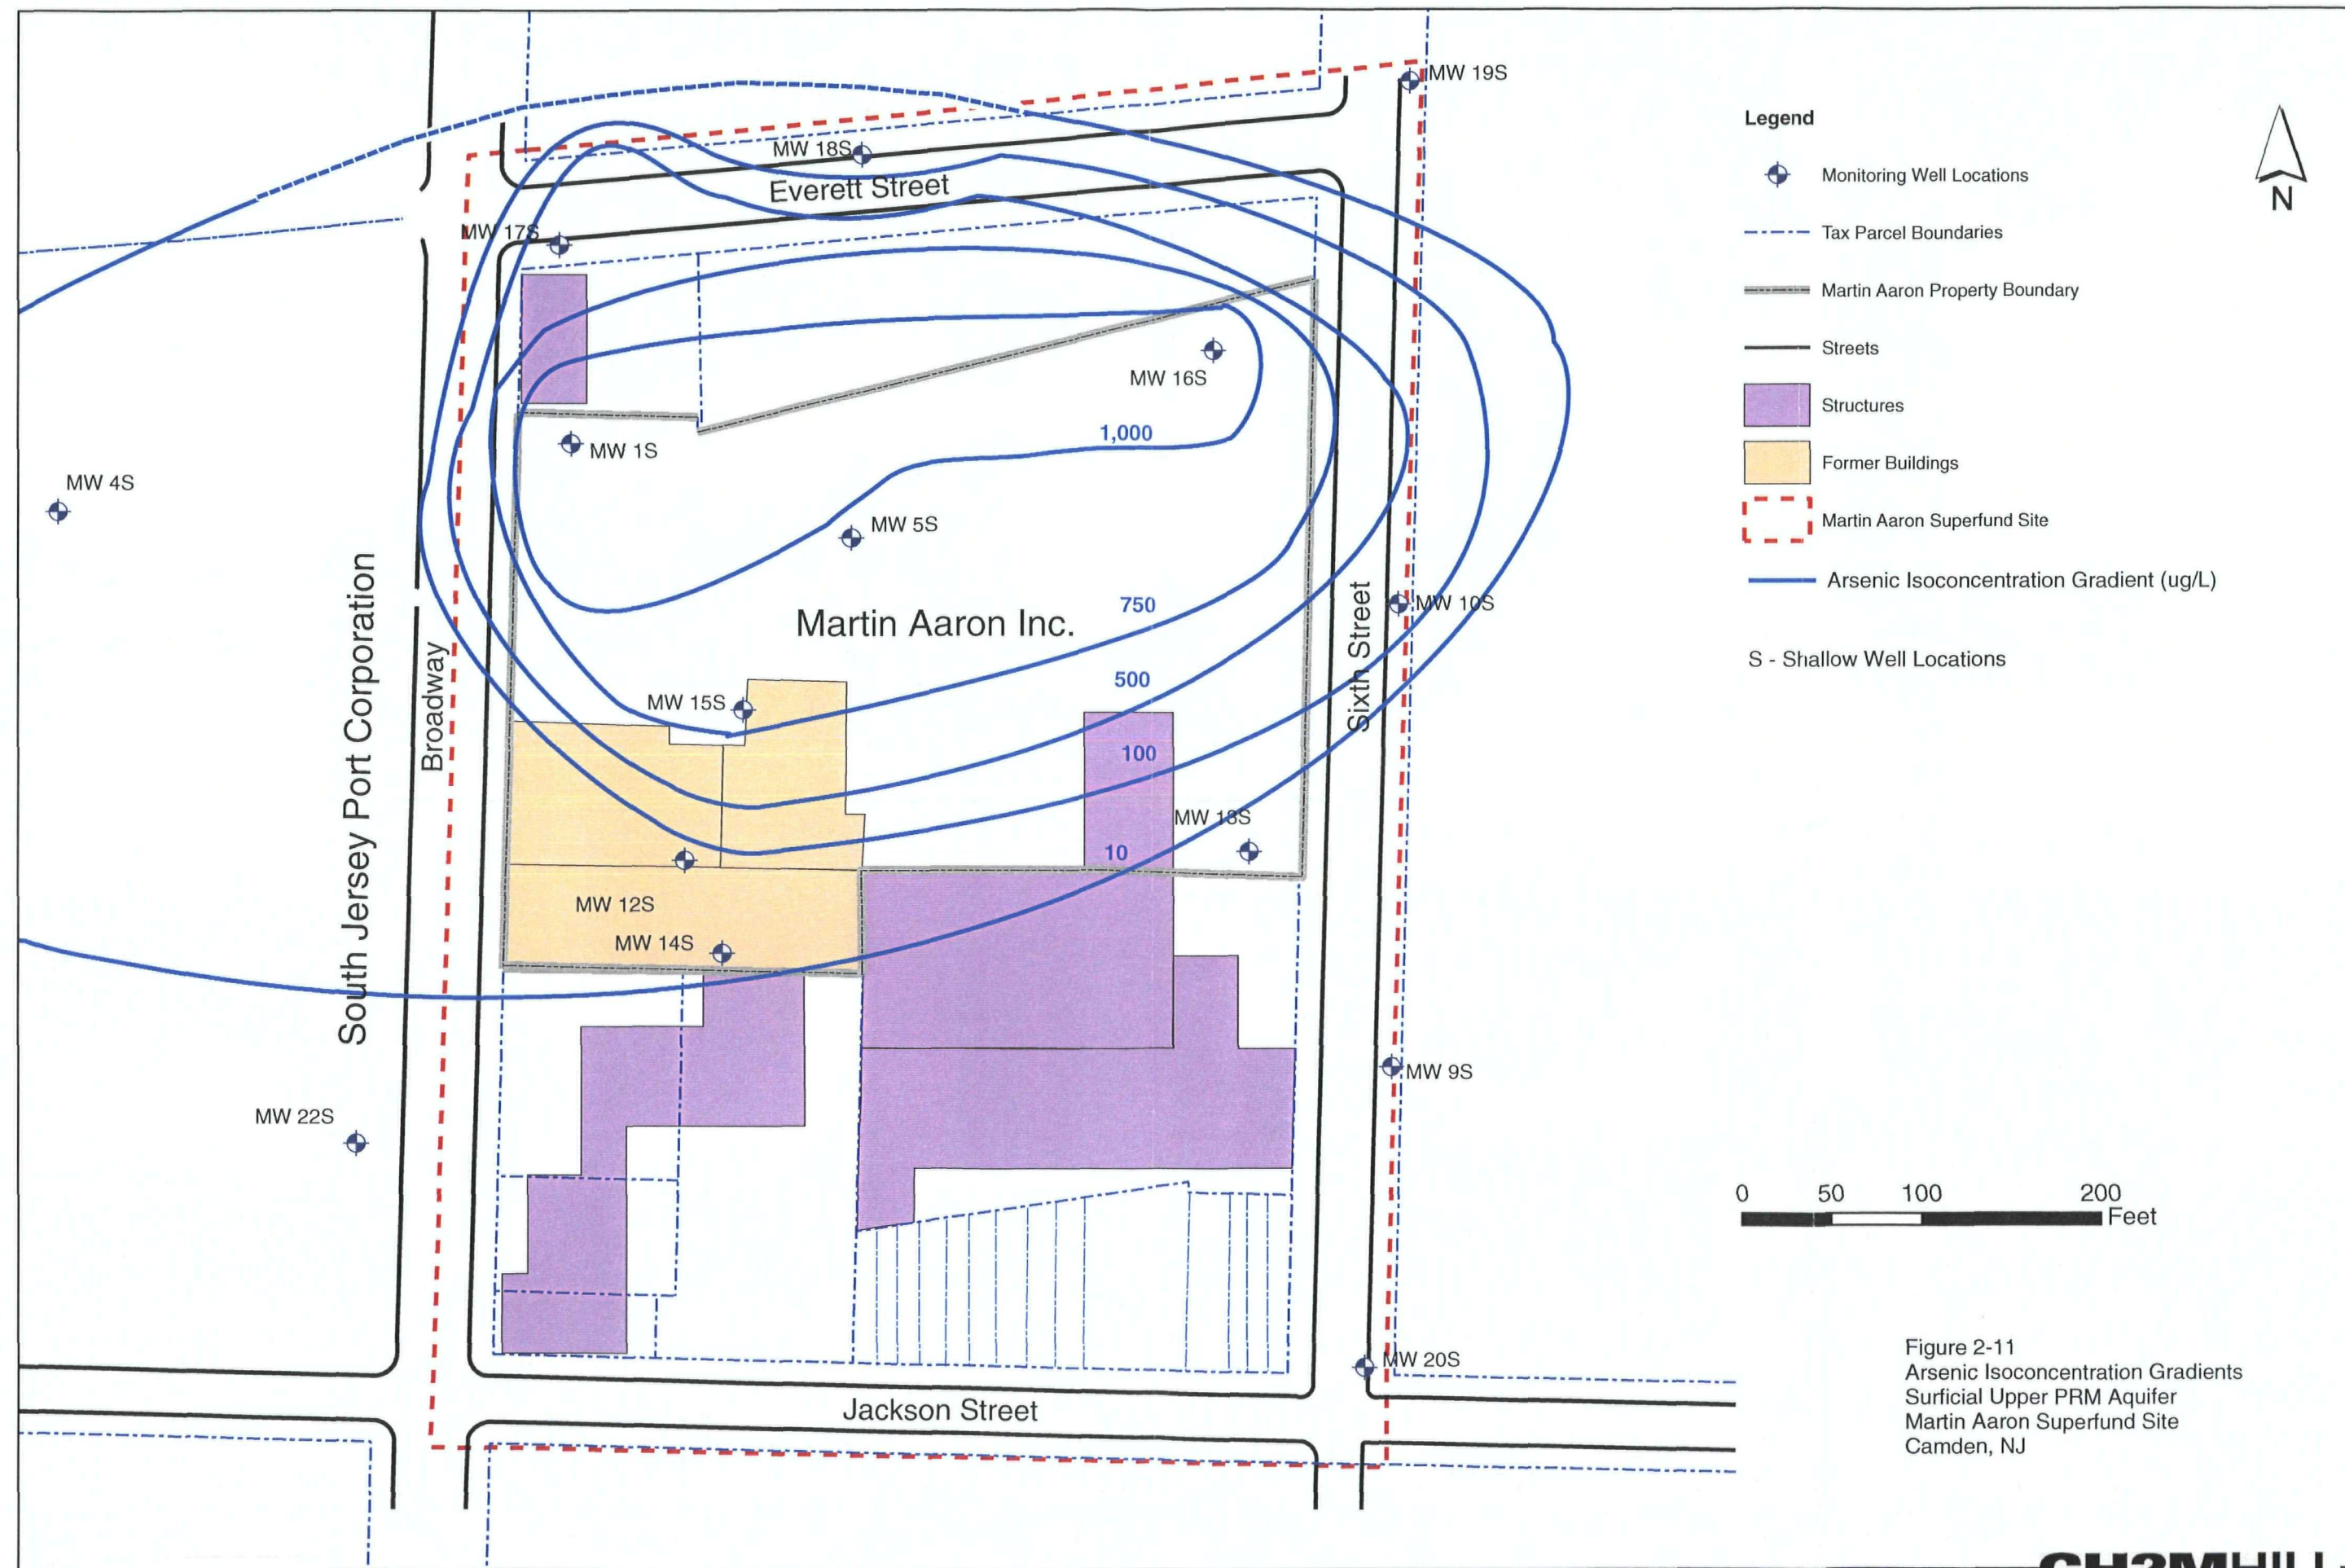 MW 19S
MW 18S
Everett Street
MW 17S
MW 16S
1,000
MW 1S
MW 4S
MW 5S
South Jersey Port Corporation
Broadway
Martin Aaron Inc.
750
MW 10S
Sixth Street
500
MW 15S
100
MW 13S
10
MW 12S
MW 14S
MW 9S
MW 22S
MW 20S
Jackson Street
Legend
Monitoring Well Locations
Tax Parcel Boundaries
Martin Aaron Property Boundary
Streets
Structures
Former Buildings
Martin Aaron Superfund Site
Arsenic Isoconcentration Gradient (ug/L)
S - Shallow Well Locations
N
0 50 100 200
Feet
Figure 2-11
Arsenic Isoconcentration Gradients
Surficial Upper PRM Aquifer
Martin Aaron Superfund Site
Camden, NJ
CH2MHILL